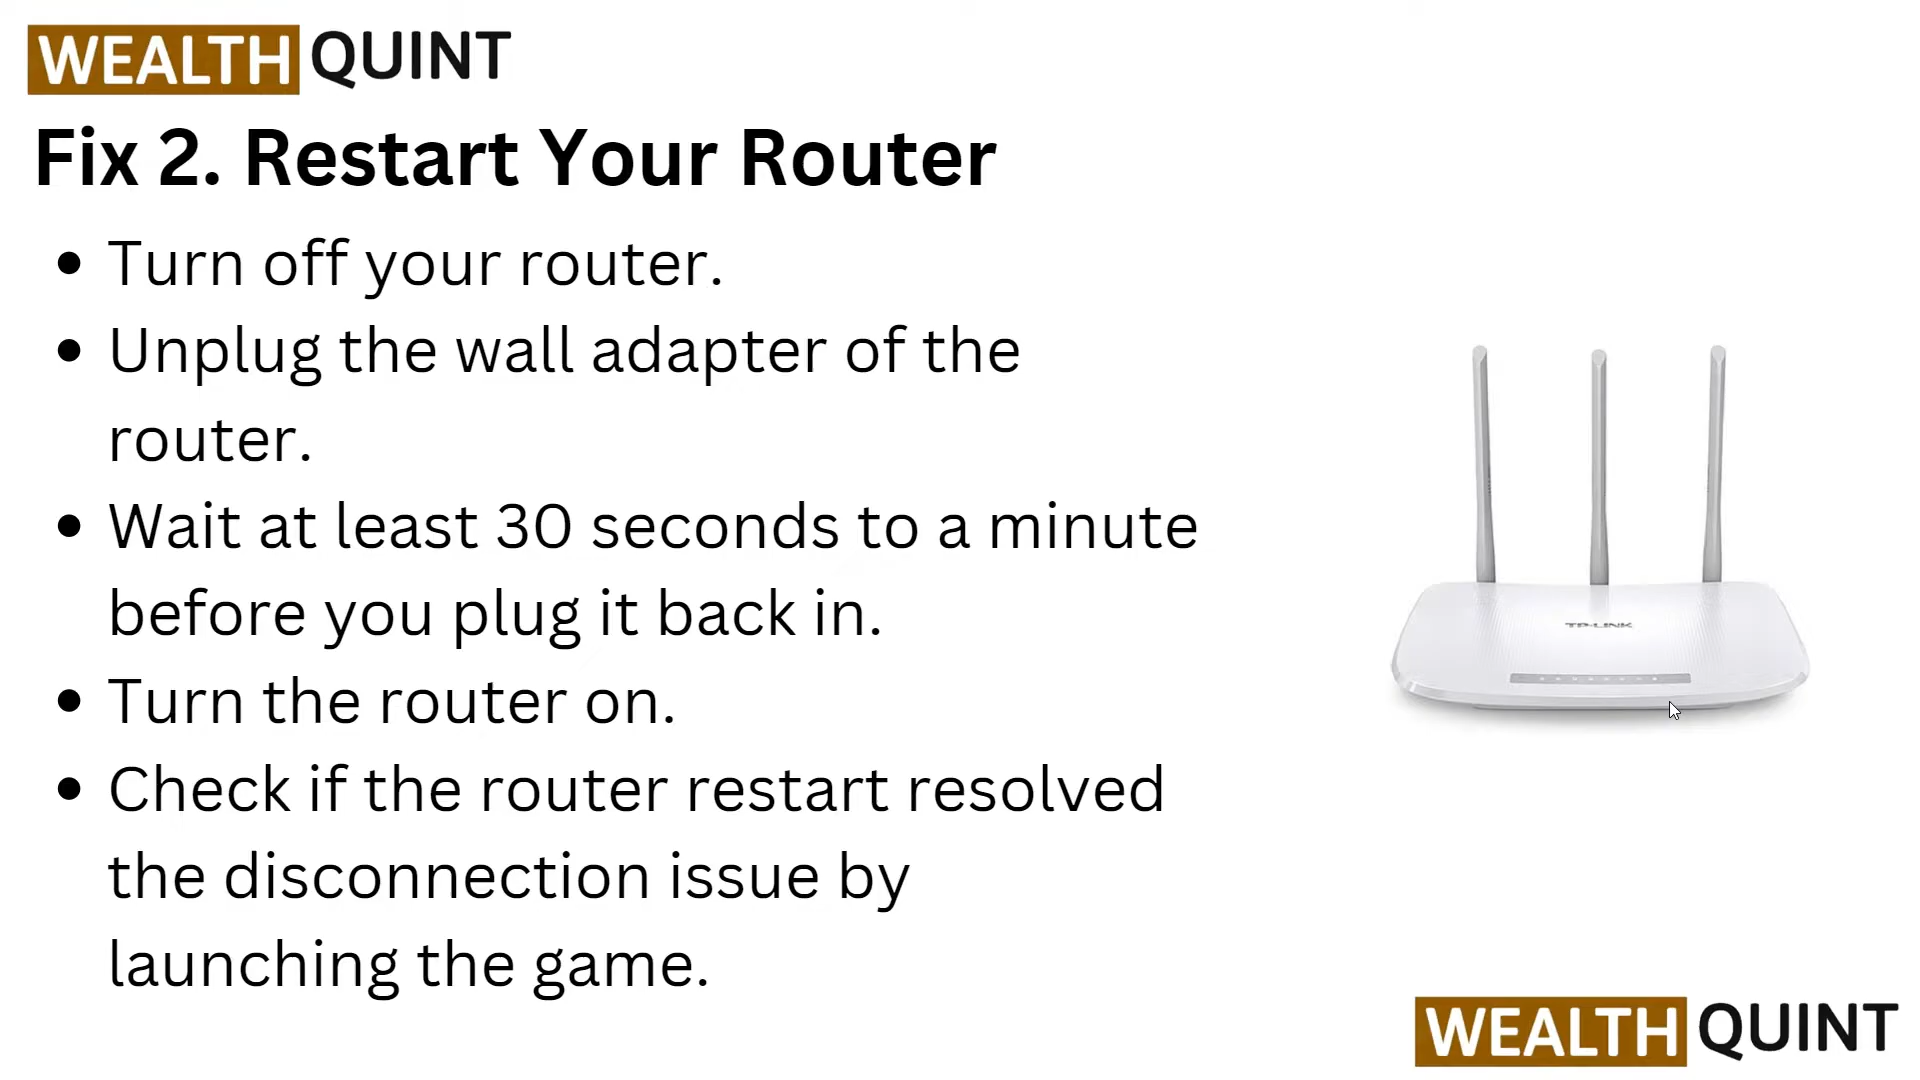 WEALTH QUINT
Fix 2. Restart Your Router
• Turn off your router.
• Unplug the wall adapter of the
router.
• Wait at least 30 seconds to a minute
before you plug it back in.
• Turn the router on.
• Check if the router restart resolved
the disconnection issue by
launching the game.
TP-LINK
WEALTH QUINT